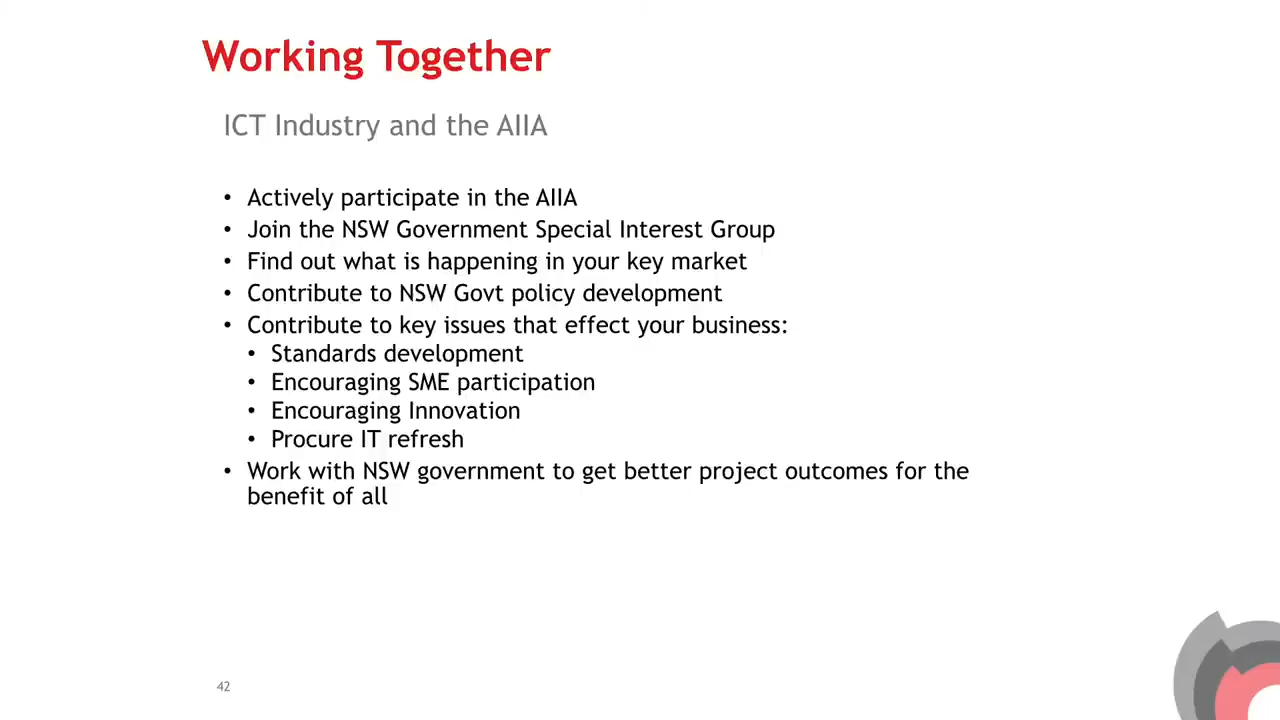 Working Together
ICT Industry and the AIIA
• Actively participate in the AIIA
• Join the NSW Government Special Interest Group
• Find out what is happening in your key market
• Contribute to NSW Govt policy development
• Contribute to key issues that effect your business:
• Standards development
• Encouraging SME participation
• Encouraging Innovation
• Procure IT refresh
• Work with NSW government to get better project outcomes for the
benefit of all
42